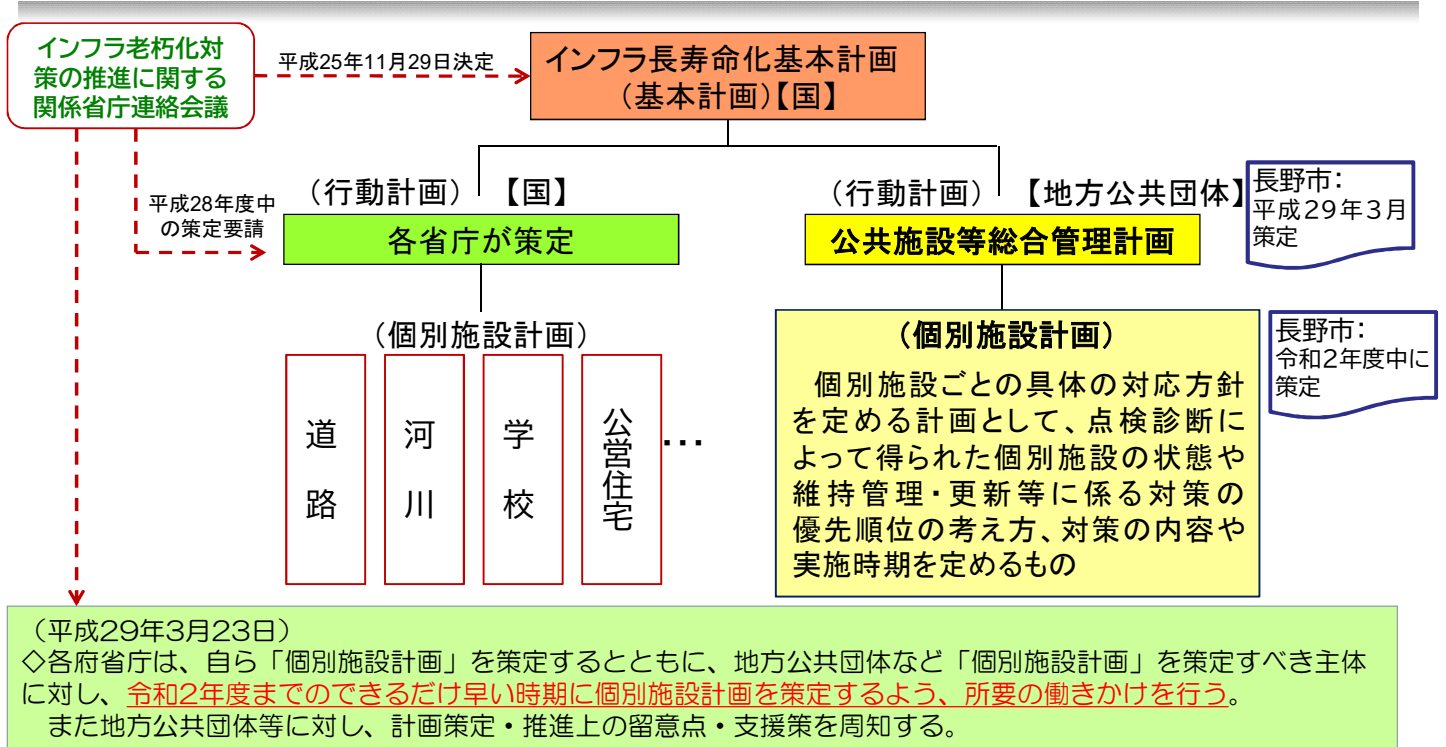 インフラ老朽化対
策の推進に関する
関係省庁連絡会議
平成25年11月29日決定
インフラ長寿命化基本計画
(基本計画)【国】
平成28年度中
の策定要請
(行動計画)
【国】
各省庁が策定
(行動計画)
【地方公共団体】
公共施設等総合管理計画
長野市:
平成29年3月
策定
(個別施設計画)
道路
河川
学校
公営住宅
・・・
(個別施設計画)
個別施設ごとの具体の対応方針
を定める計画として、点検診断に
よって得られた個別施設の状態や
維持管理・更新等に係る対策の
優先順位の考え方、対策の内容や
実施時期を定めるもの
長野市:
令和2年度中に
策定
(平成29年3月23日)
◇各府省庁は、自ら「個別施設計画」を策定するとともに、地方公共団体など「個別施設計画」を策定すべき主体
に対し、令和2年度までのできるだけ早い時期に個別施設計画を策定するよう、所要の働きかけを行う。
また地方公共団体等に対し、計画策定・推進上の留意点・支援策を周知する。